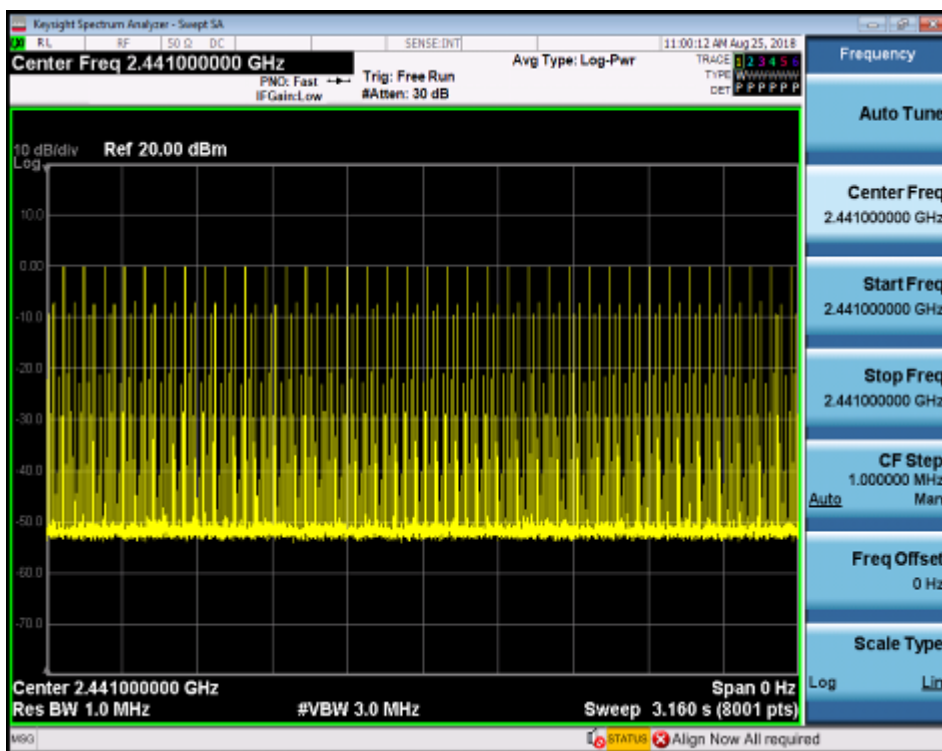 Keysight Spectrum Analyzer - Swept SA
RL RF 50 Ω DC SENSE:INT 11:00:12 AM Aug 25, 2018
Center Freq 2.441000000 GHz
PNO: Fast
IFGain:Low
Trig: Free Run
#Atten: 30 dB
Avg Type: Log-Pwr
TRACE 1 2 3 4 5 6
TYPE
DET P P P P P P
10 dB/div
Log
Ref 20.00 dBm
10.0
0.00
-10.0
-20.0
-30.0
-40.0
-50.0
-60.0
-70.0
Center 2.441000000 GHz
Span 0 Hz
Res BW 1.0 MHz
#VBW 3.0 MHz
Sweep 3.160 s (8001 pts)
MSG
STATUS
Align Now All required
Frequency
Auto Tune
Center Freq
2.441000000 GHz
Start Freq
2.441000000 GHz
Stop Freq
2.441000000 GHz
CF Step
1.000000 MHz
Auto Man
Freq Offset
0 Hz
Scale Type
Log Lin